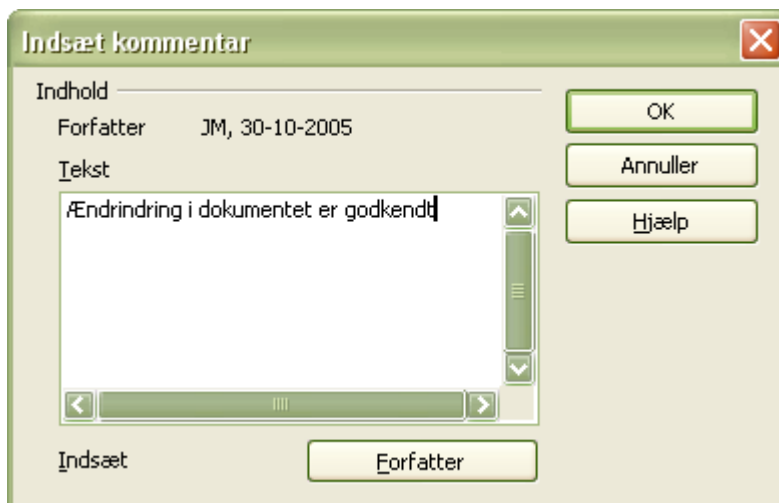 Indsæt kommentar
Indhold
Forfatter JM, 30-10-2005
Tekst
Ændrindring i dokumentet er godkendt
OK
Annuller
Hjælp
Indsæt
Forfatter